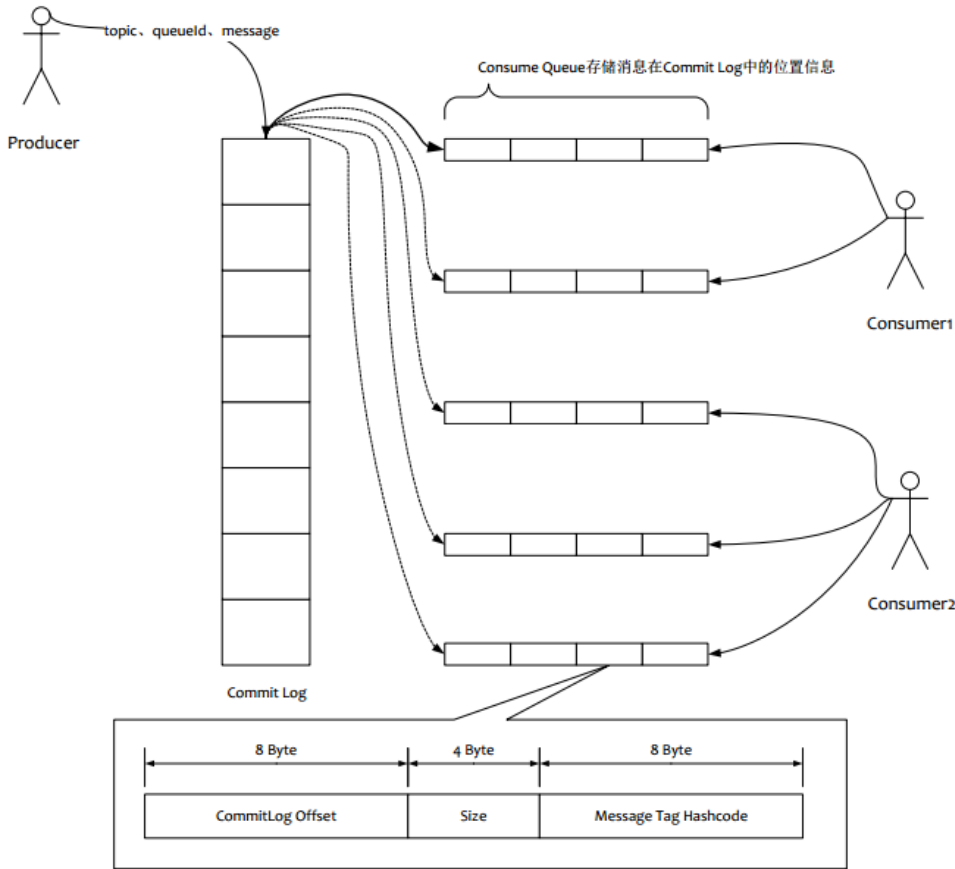 topic、queueId、message
Consume Queue存储消息在Commit Log中的位置信息
Producer
Consumer1
Consumer2
Commit Log
8 Byte
4 Byte
8 Byte
CommitLog Offset
Size
Message Tag Hashcode